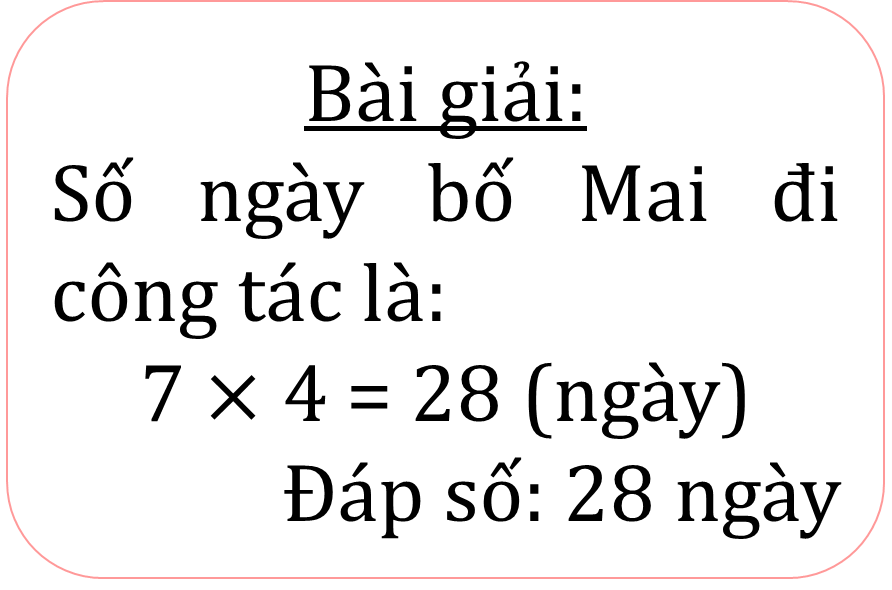 Bài giải:
Số ngày bố Mai đi
công tác là:
7 × 4 = 28 (ngày)
Đáp số: 28 ngày